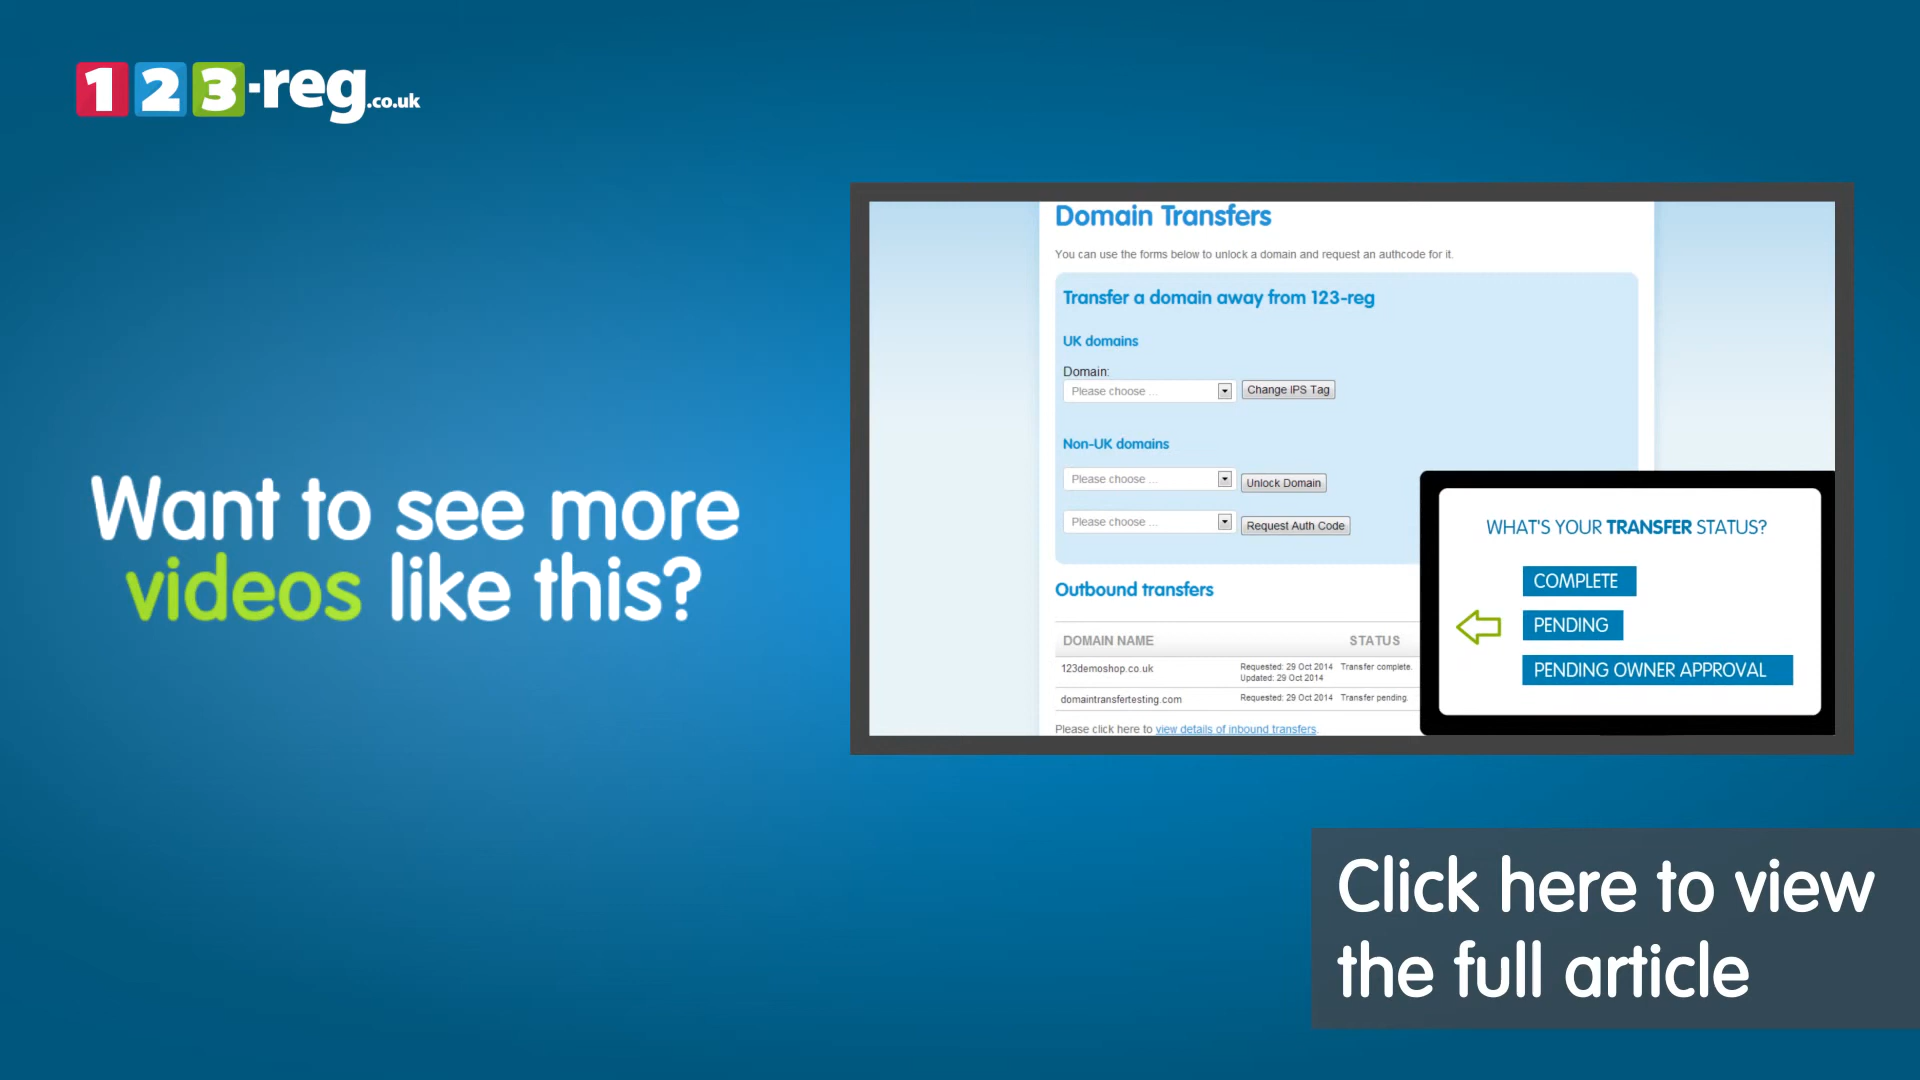 123-reg.co.uk
Want to see more
videos like this?
Domain Transfers
You can use the forms below to unlock a domain and request an authcode for it.
Transfer a domain away from 123-reg
UK domains
Domain:
Please choose ...
Change IPS Tag
Non-UK domains
Please choose ...
Unlock Domain
Please choose ...
Request Auth Code
Outbound transfers
DOMAIN NAME STATUS
123demoshop.co.uk Requested: 29 Oct 2014 Transfer complete.
Updated: 29 Oct 2014
domaintransfertesting.com Requested: 29 Oct 2014 Transfer pending.
Please click here to view details of inbound transfers.
WHAT'S YOUR TRANSFER STATUS?
COMPLETE
PENDING
PENDING OWNER APPROVAL
Click here to view
the full article